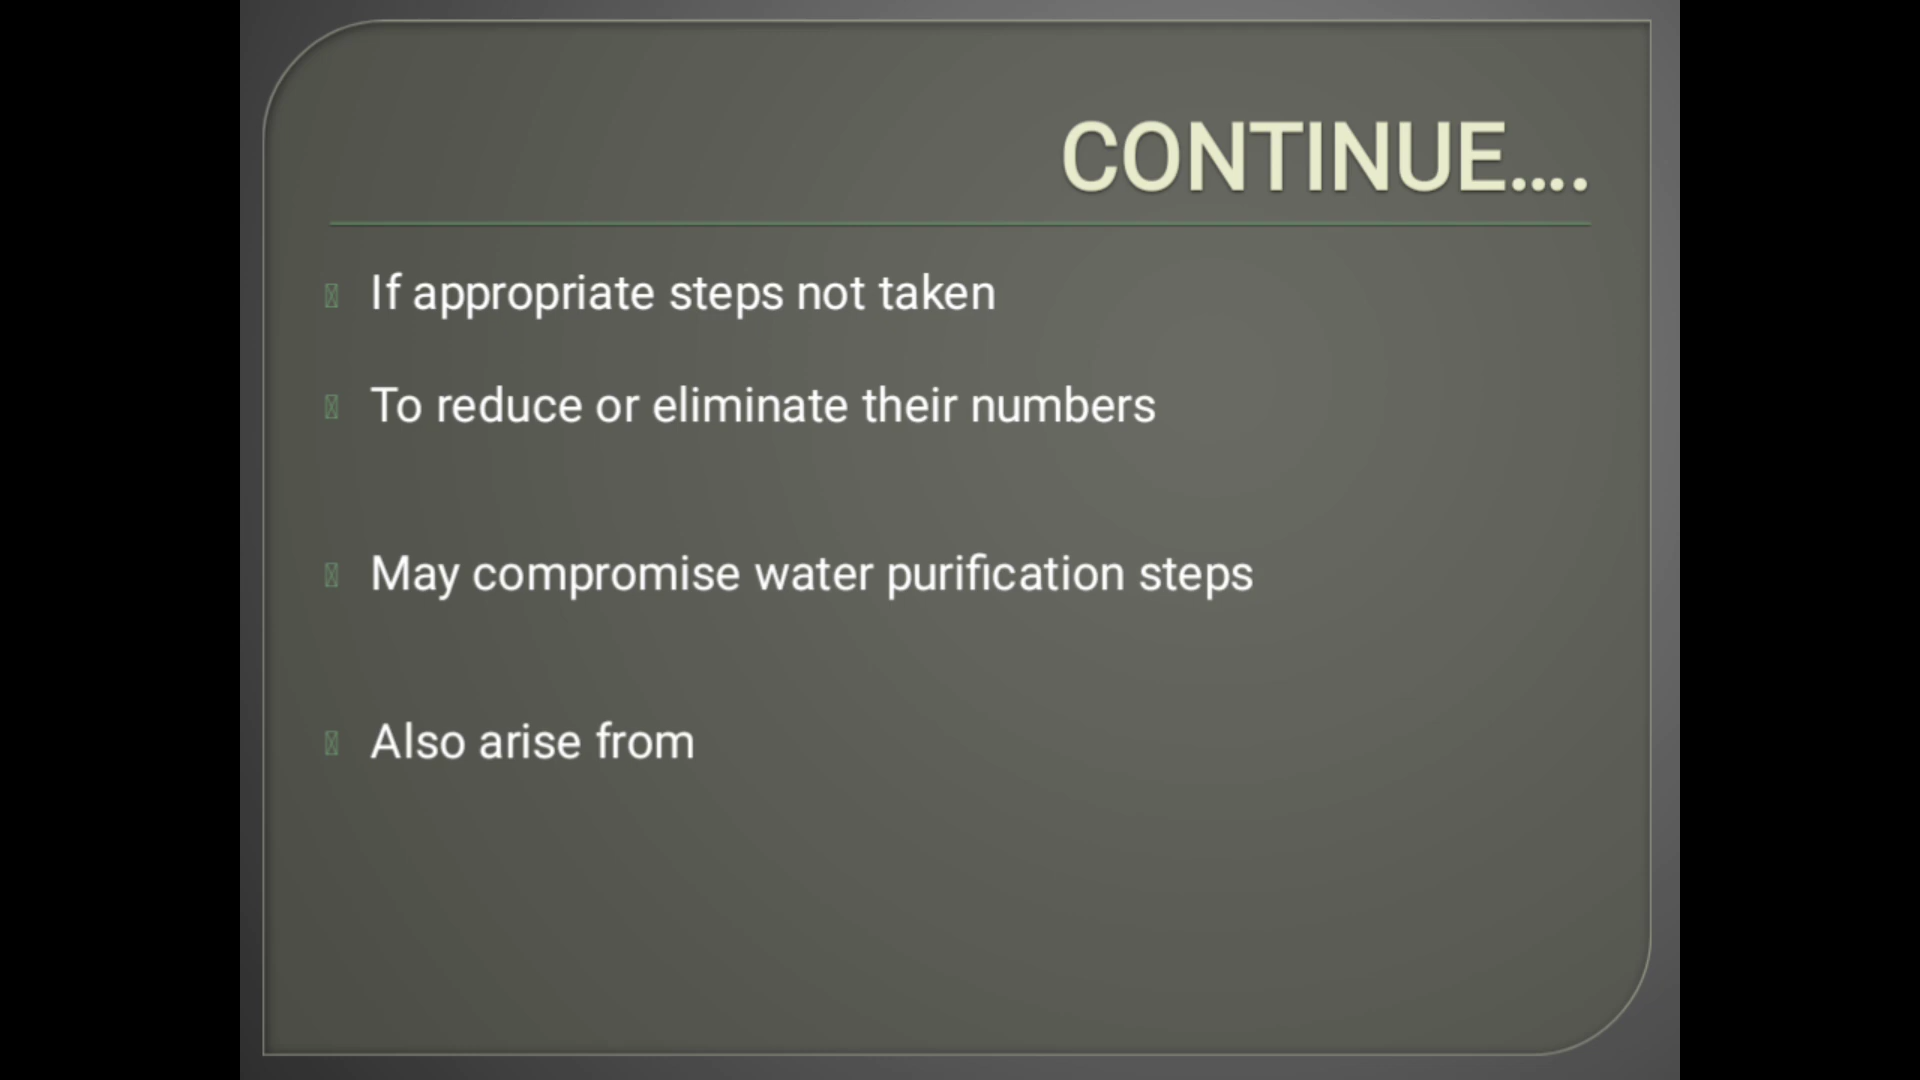 CONTINUE....
If appropriate steps not taken
To reduce or eliminate their numbers
May compromise water purification steps
Also arise from